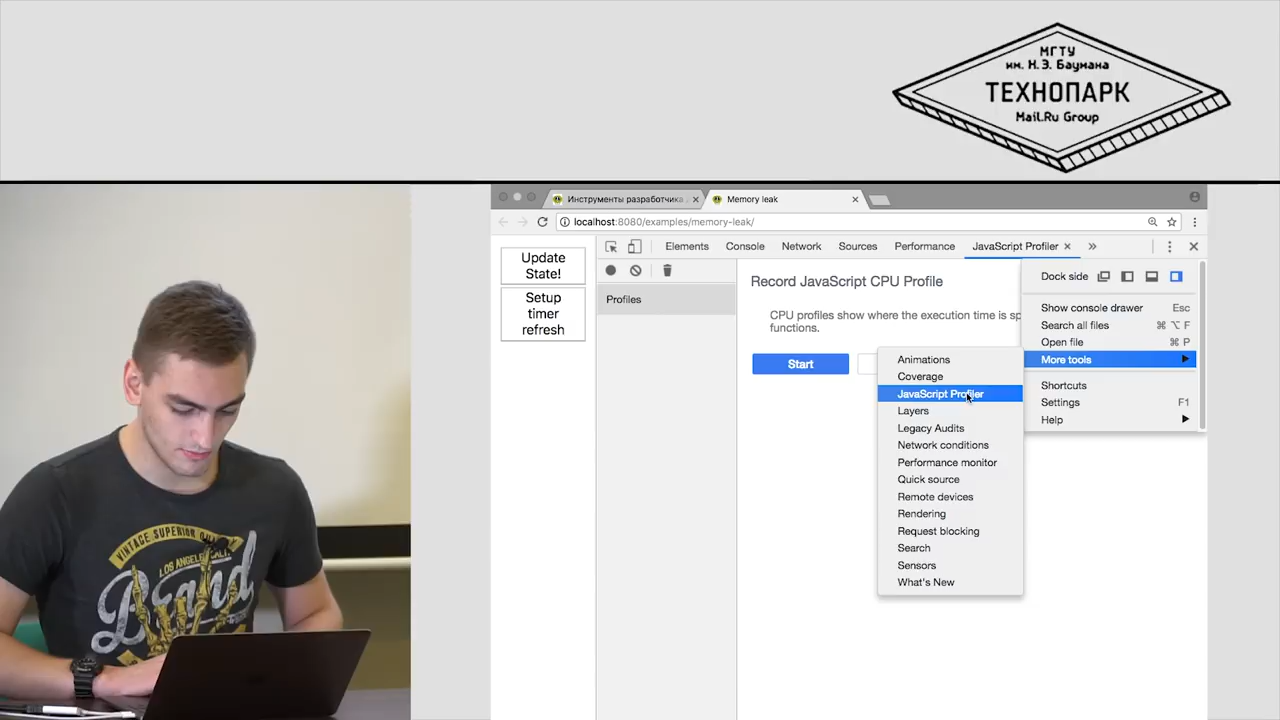 МГТУ
им. Н.Э. Баумана
ТЕХНОПАРК
Mail.Ru Group
Инструменты разработчика
Memory leak
localhost:8080/examples/memory-leak/
Elements
Console
Network
Sources
Performance
JavaScript Profiler
Update
State!
Setup
timer
refresh
Profiles
Record JavaScript CPU Profile
CPU profiles show where the execution time is sp
functions.
Start
Dock side
Show console drawer Esc
Search all files ⌘ ⌥ F
Open file ⌘ P
More tools
Shortcuts
Settings F1
Help
Animations
Coverage
JavaScript Profiler
Layers
Legacy Audits
Network conditions
Performance monitor
Quick source
Remote devices
Rendering
Request blocking
Search
Sensors
What's New
VINTAGE SUPERIOR
LOS ANGELES CALI
Brand